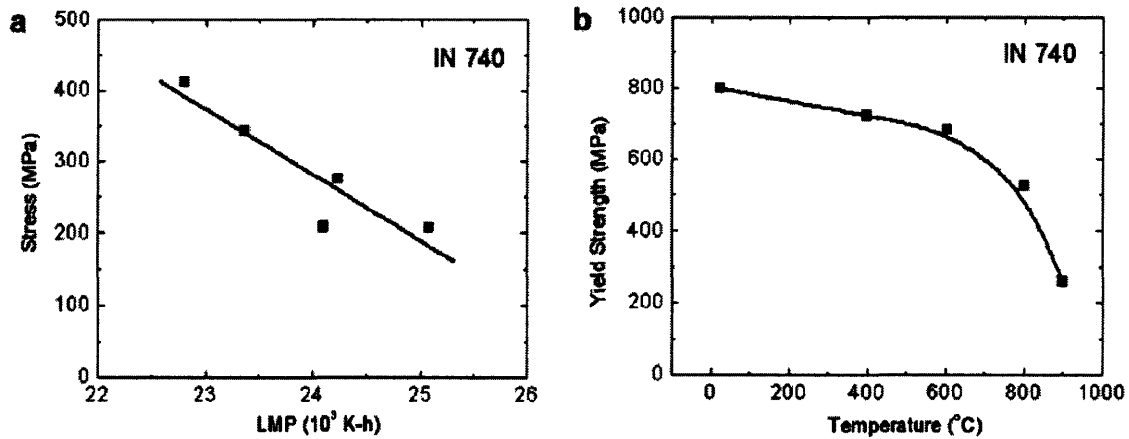 a
IN 740
500
400
300
200
100
0
Stress (MPa)
22
23
24
25
26
LMP (10³ K-h)
b
IN 740
1000
800
600
400
200
0
Yield Strength (MPa)
0
200
400
600
800
1000
Temperature (°C)